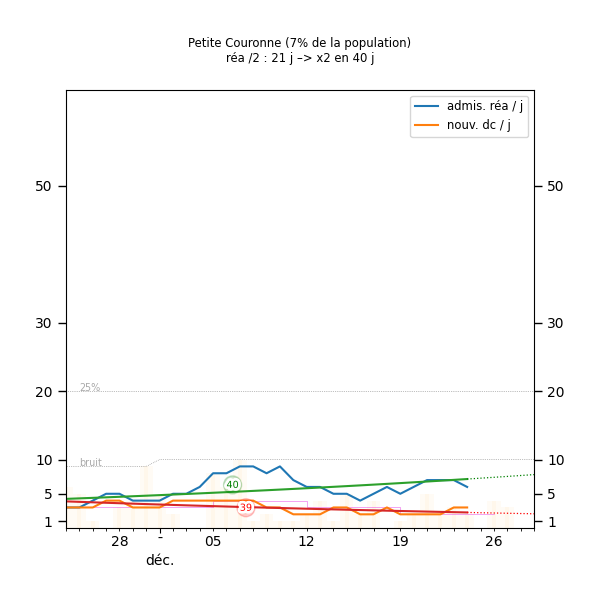 Petite Couronne (7% de la population)
réa /2 : 21 j –> x2 en 40 j
admis. réa / j
nouv. dc / j
50 50
30 30
25%
20 20
bruit
10 10
40
5 5
-39
1 1
28 - 05 12 19 26
déc.